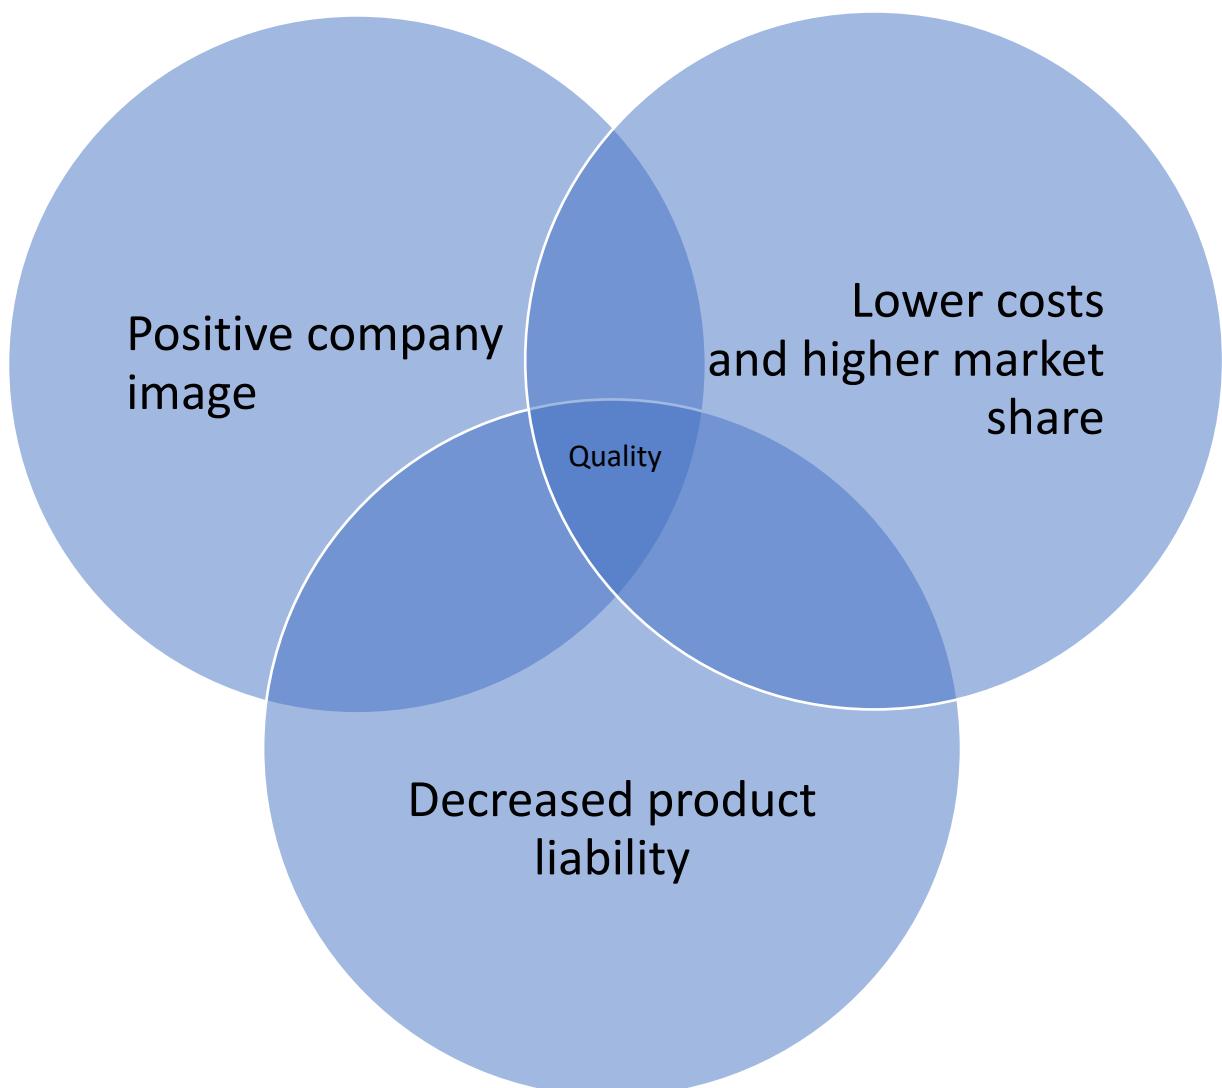 Positive company
image
Lower costs
and higher market
share
Quality
Decreased product
liability